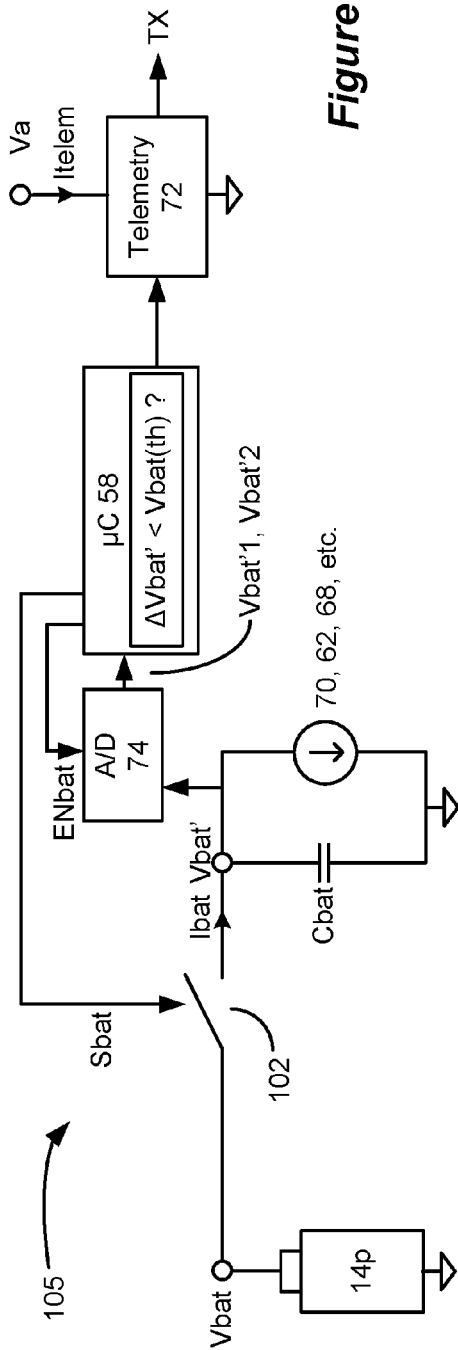 105
Vbat
14p
Sbat
102
Ibat
Vbat'
Cbat
70, 62, 68, etc.
ENbat
A/D
74
Vbat'1, Vbat'2
µC 58
ΔVbat' < Vbat(th) ?
Va
Itelem
Telemetry
72
TX
Figure